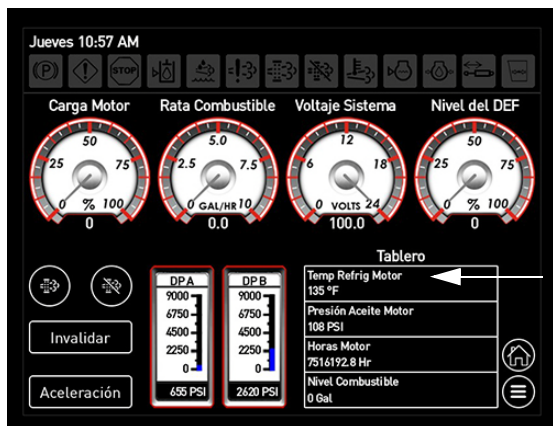 Jueves 10:57 AM
(P) STOP
Carga Motor Rata Combustible Voltaje Sistema Nivel del DEF
50 5.0 12 50
25 75 2.5 7.5 6 18 25 75
0 % 100 0 GAL/HR 10 0 VOLTS 24 0 % 100
0 0.0 100.0 0
Tablero
DP A DP B
9000 9000
6750 6750
4500 4500
2250 2250
0 0
655 PSI 2620 PSI
Temp Refrig Motor
135 ºF
Presión Aceite Motor
108 PSI
Horas Motor
7516192.8 Hr
Nivel Combustible
0 Gal
Invalidar
Aceleración